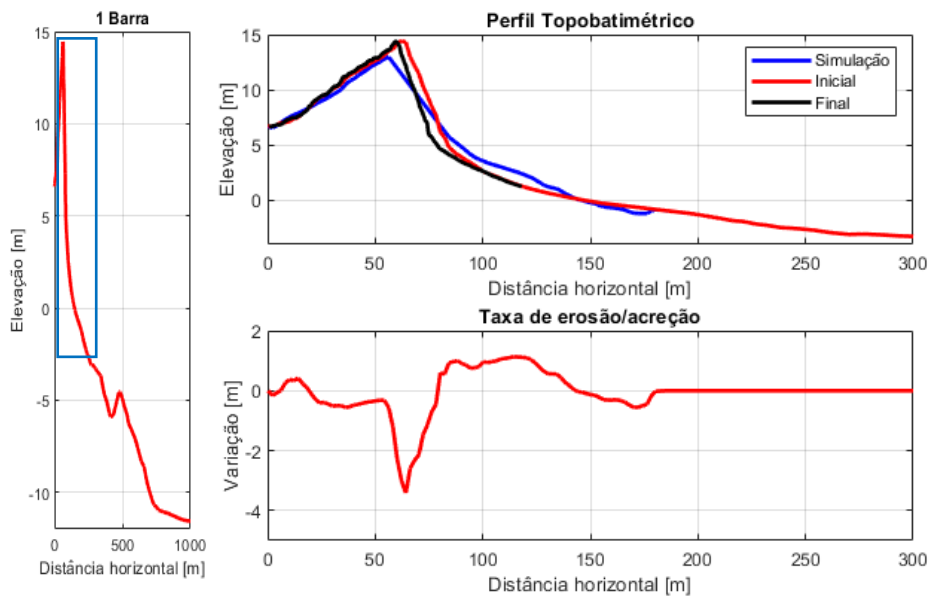 1 Barra
15
10
5
0
-5
-10
Elevação [m]
0 500 1000
Distância horizontal [m]
Perfil Topobatimétrico
15
10
5
0
Elevação [m]
Simulação
Inicial
Final
0 50 100 150 200 250 300
Distância horizontal [m]
Taxa de erosão/acreção
2
0
-2
-4
Variação [m]
0 50 100 150 200 250 300
Distância horizontal [m]